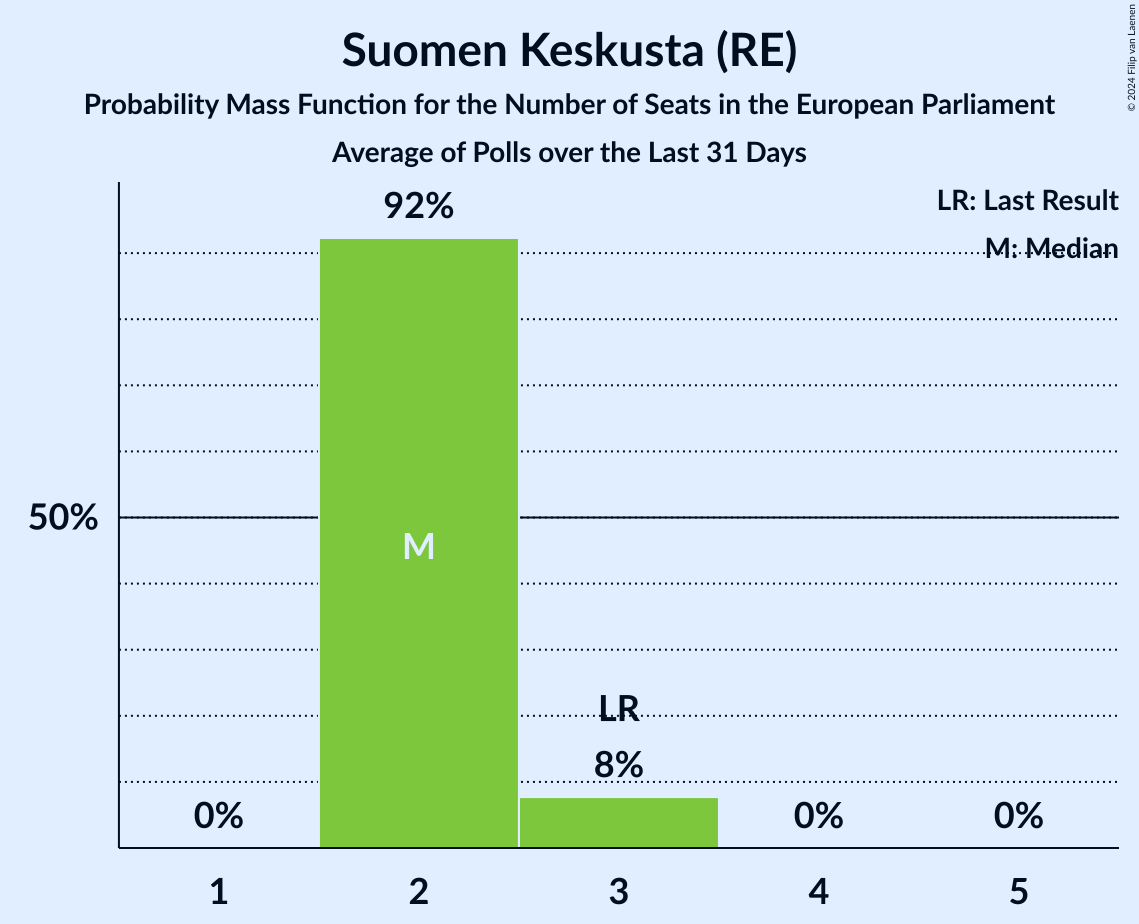 Suomen Keskusta (RE)
Probability Mass Function for the Number of Seats in the European Parliament
Average of Polls over the Last 31 Days
© 2024 Filip van Laenen
LR: Last Result
M: Median
92%
50%
M
LR
8%
0%
0%
0%
1
2
3
4
5